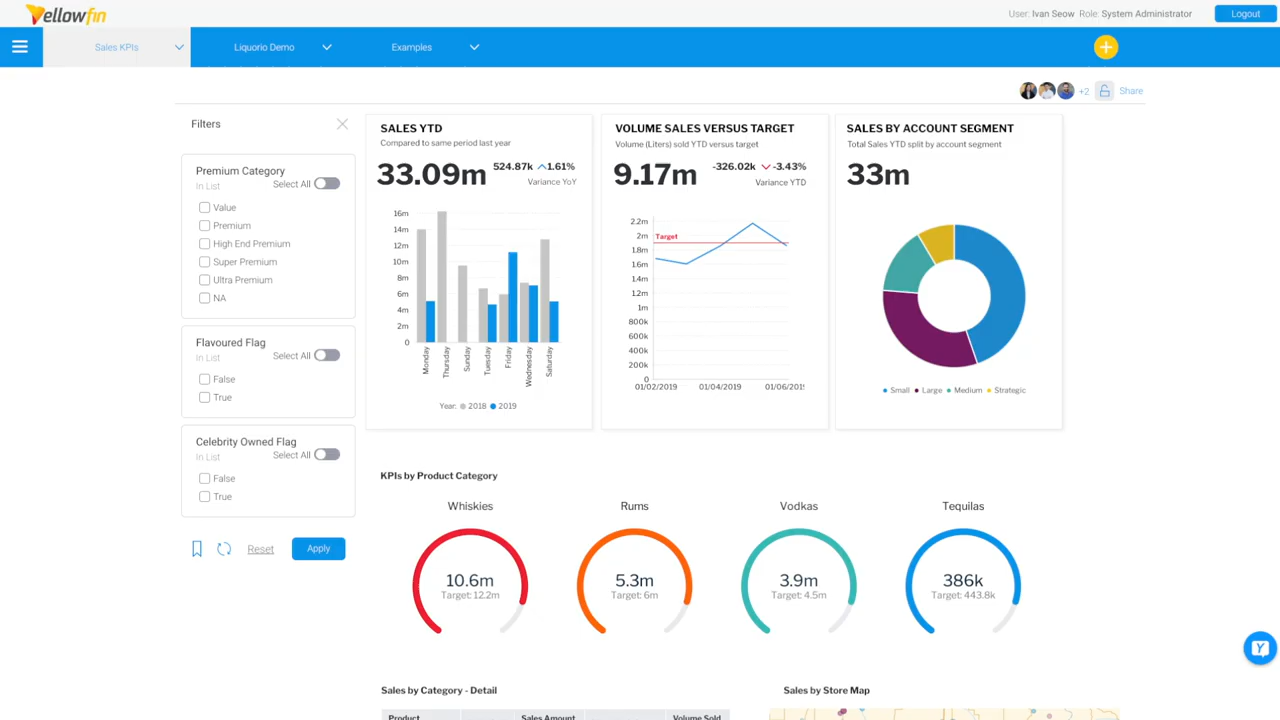 Yellowfin
User: Ivan Seow Role: System Administrator
Logout
Sales KPIs
Liquorio Demo
Examples
+2
Share
Filters
Premium Category
In List
Select All
Value
Premium
High End Premium
Super Premium
Ultra Premium
NA
Flavoured Flag
In List
Select All
False
True
Celebrity Owned Flag
In List
Select All
False
True
Reset
Apply
SALES YTD
Compared to same period last year
33.09m
524.87k
1.61%
Variance YoY
16m
14m
12m
10m
8m
6m
4m
2m
0
Monday
Thursday
Sunday
Tuesday
Friday
Wednesday
Saturday
Year: 2018 2019
VOLUME SALES VERSUS TARGET
Volume (Liters) sold YTD versus target
9.17m
-326.02k
-3.43%
Variance YTD
2.2m
2m
Target
1.8m
1.6m
1.4m
1.2m
1m
800k
600k
400k
200k
0
01/02/2019
01/04/2019
01/06/201
SALES BY ACCOUNT SEGMENT
Total Sales YTD split by account segment
33m
Small Large Medium Strategic
KPIs by Product Category
Whiskies
10.6m
Target: 12.2m
Rums
5.3m
Target: 6m
Vodkas
3.9m
Target: 4.5m
Tequilas
386k
Target: 443.8k
Y
Sales by Category - Detail
Product
Sales Amount
Volume Sold
Sales by Store Map